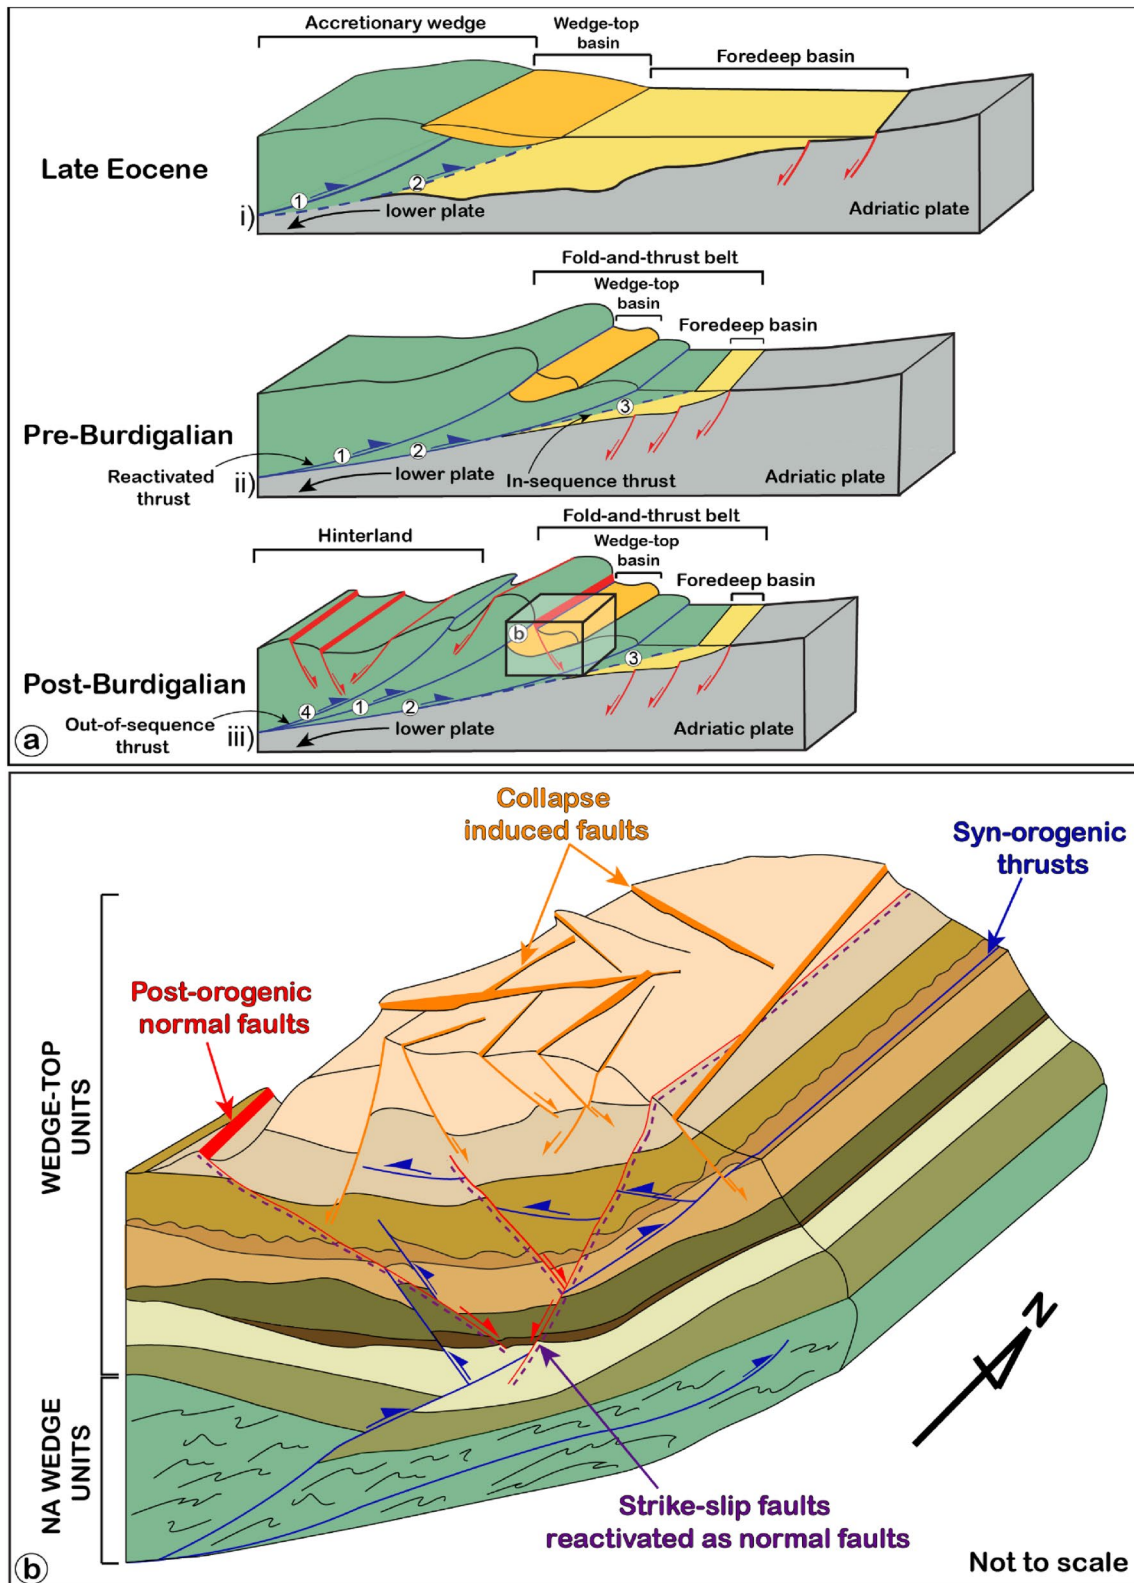 Accretionary wedge
Wedge-top
basin
Foredeep basin
Late Eocene
1
2
i)
lower plate
Adriatic plate
Fold-and-thrust belt
Wedge-top
basin
Foredeep basin
Pre-Burdigalian
3
1
2
Reactivated
thrust
ii)
lower plate
In-sequence thrust
Adriatic plate
Hinterland
Fold-and-thrust belt
Wedge-top
basin
Foredeep basin
b
3
Post-Burdigalian
4
1
2
Out-of-sequence
thrust
iii)
lower plate
Adriatic plate
a
Collapse
induced faults
Syn-orogenic
thrusts
Post-orogenic
normal faults
WEDGE-TOP
UNITS
N
NA WEDGE
UNITS
Strike-slip faults
reactivated as normal faults
b
Not to scale